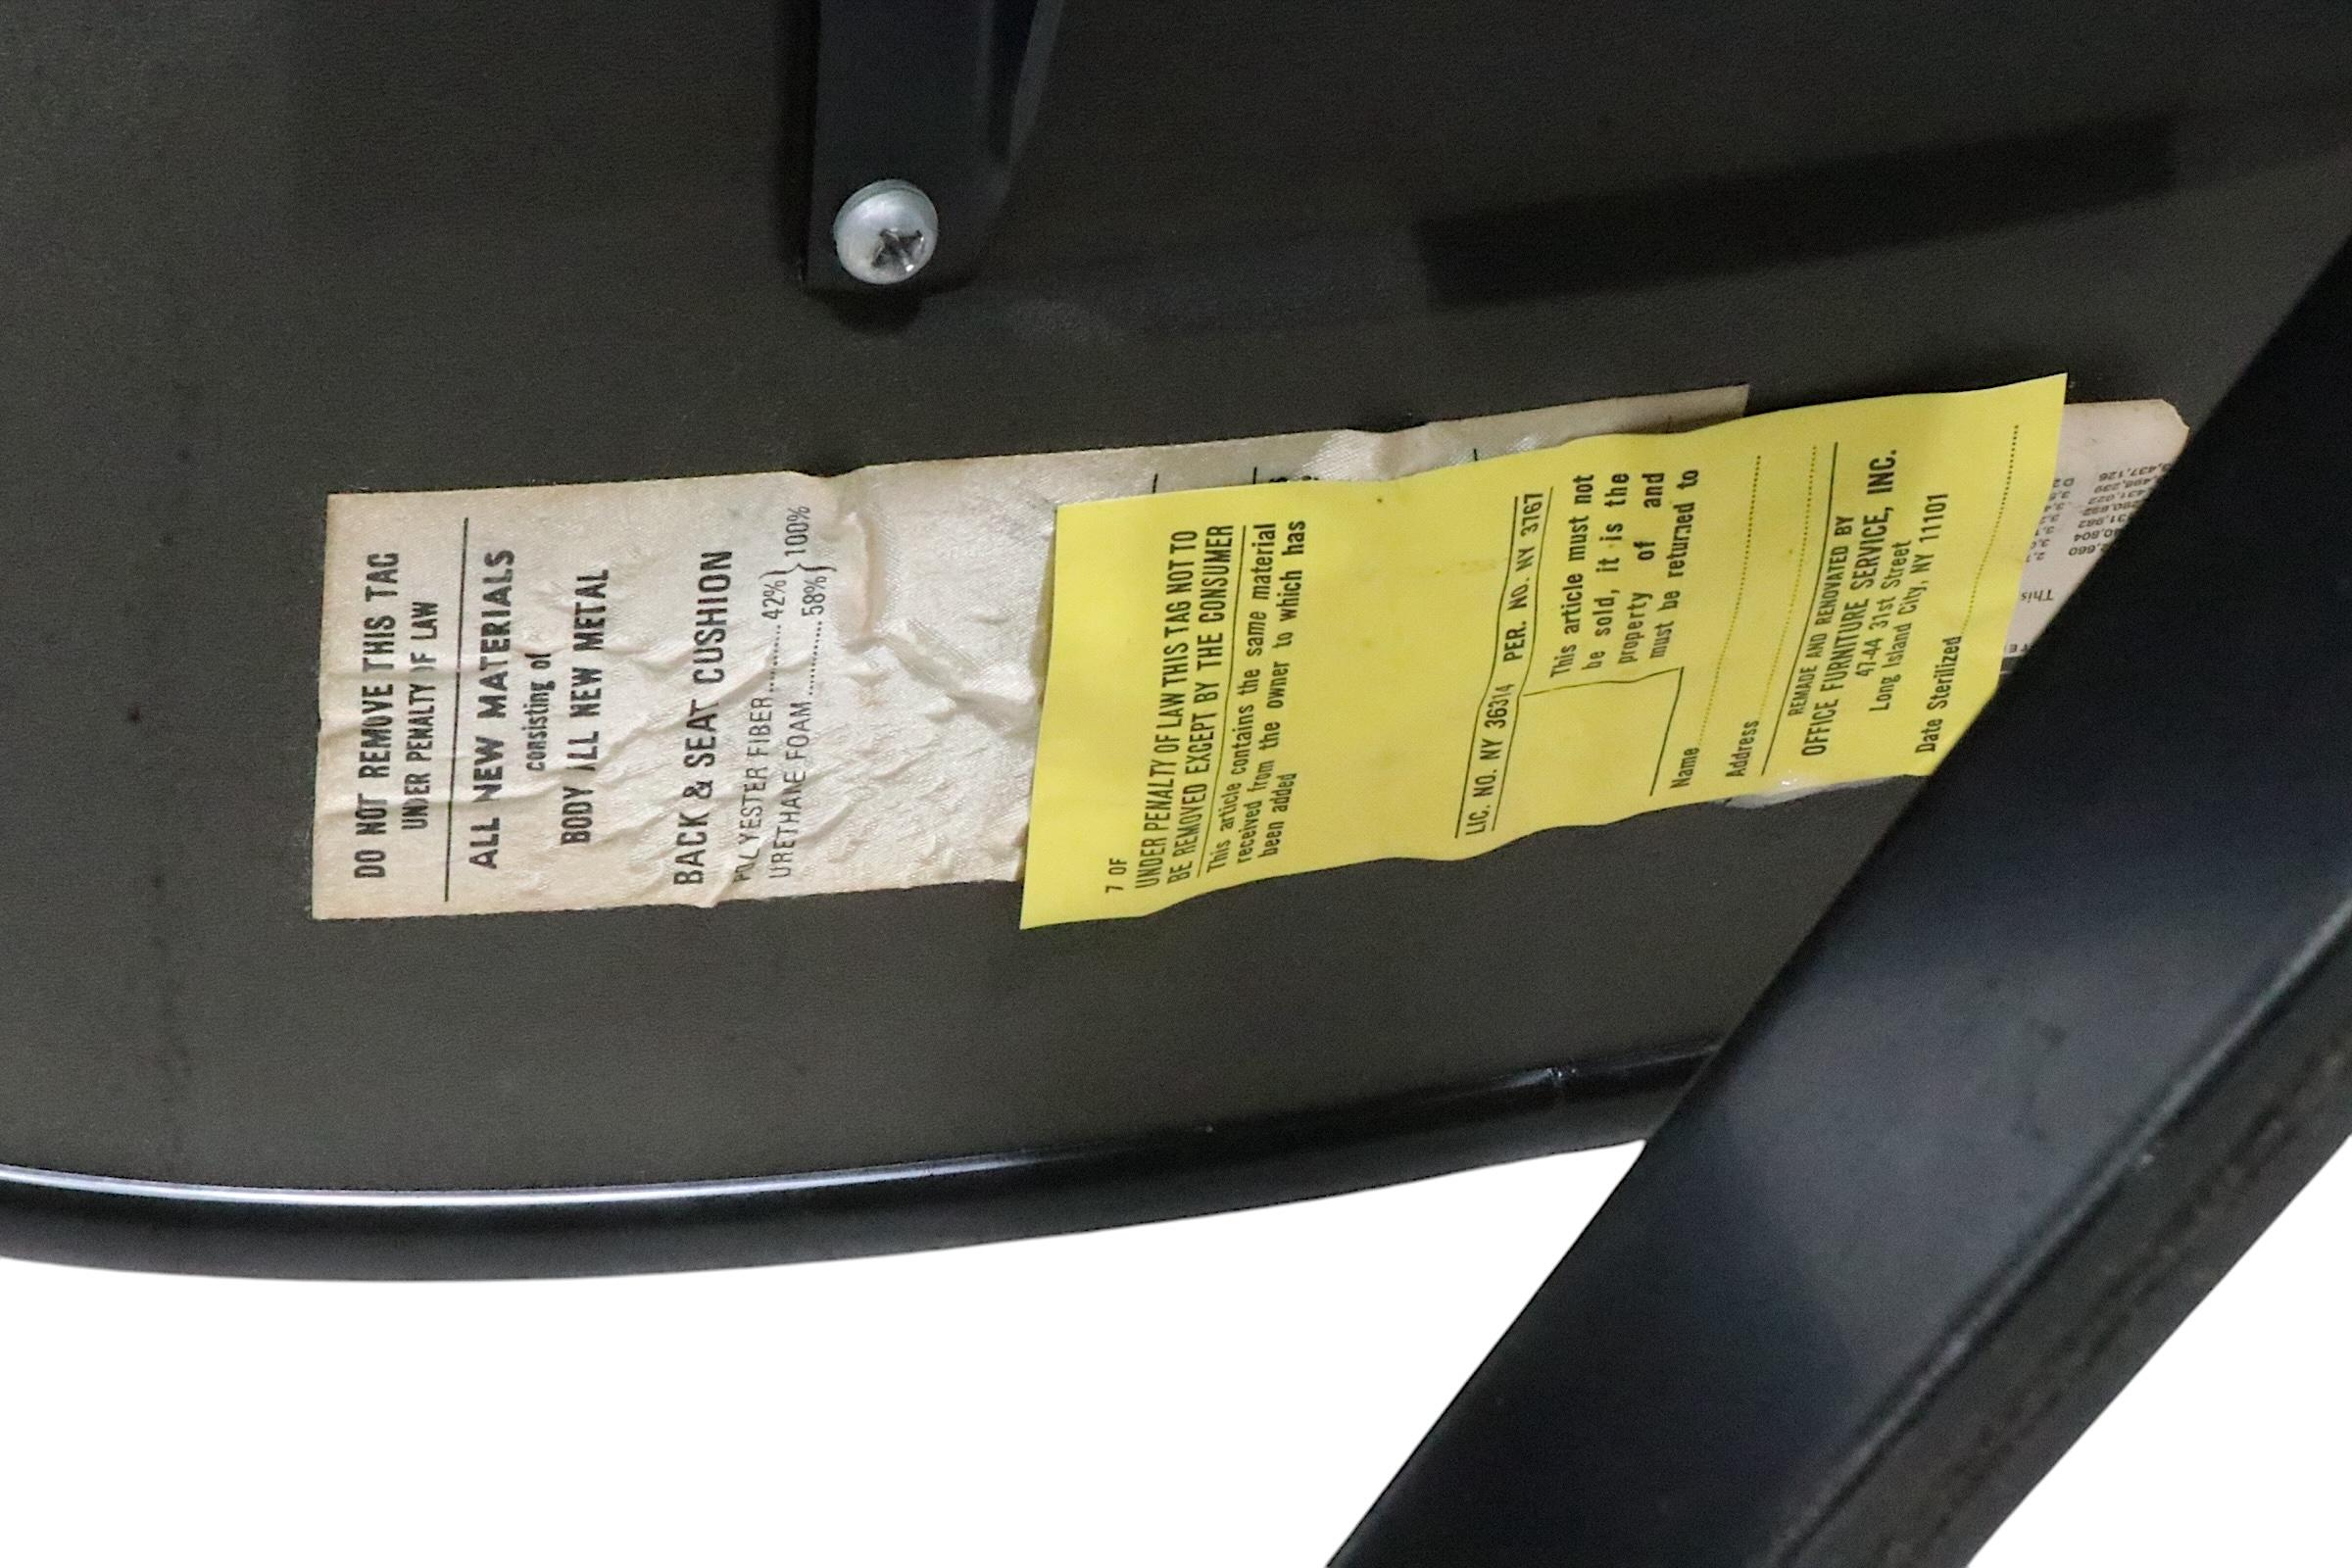 DO NOT REMOVE THIS TAG
UNDER PENALTY OF LAW
ALL NEW MATERIALS
consisting of
BODY ALL NEW METAL
BACK & SEAT CUSHION
POLYESTER FIBER....... 42%} 100%
URETHANE FOAM ........... 58%}
7 OF
UNDER PENALTY OF LAW THIS TAG NOT TO
BE REMOVED EXCEPT BY THE CONSUMER
This article contains the same material
received from the owner to which has
been added
LIC. NO. NY 36314 PER. NO. NY 3767
This article must not
be sold, it is the
property of and
must be returned to
Name
Address
REMADE AND RENOVATED BY
OFFICE FURNITURE SERVICE, INC.
47-44 31st Street
Long Island City, NY 11101
Date Sterilized
This